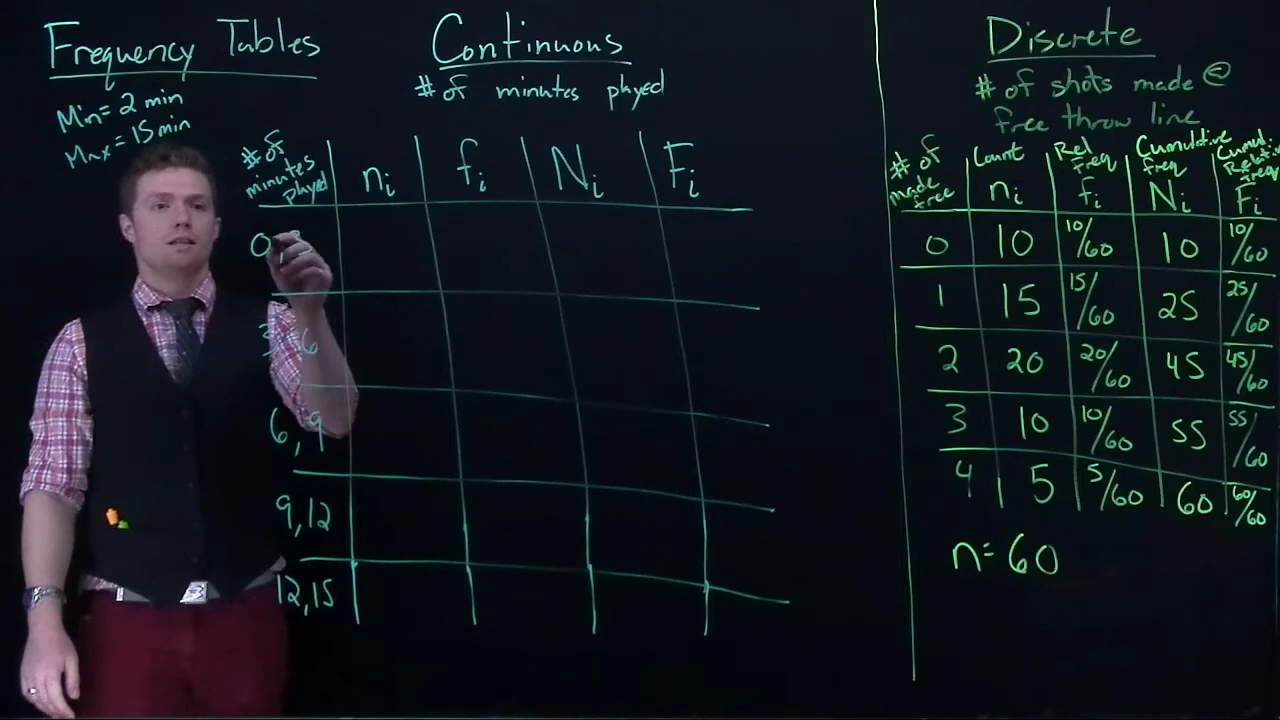 Frequency Tables
Min = 2 min
Max = 15 min
Continuous
# of minutes played
# of minutes played | ni | fi | Ni | Fi
0,
3, 6
6, 9
9, 12
12, 15
Discrete
# of shots made @
free throw line
# of made free | Count ni | Rel freq fi | Cumulative freq Ni | Cumul. Relative freq Fi
0 | 10 | 10/60 | 10 | 10/60
1 | 15 | 15/60 | 25 | 25/60
2 | 20 | 20/60 | 45 | 45/60
3 | 10 | 10/60 | 55 | 55/60
4 | 5 | 5/60 | 60 | 60/60
n = 60